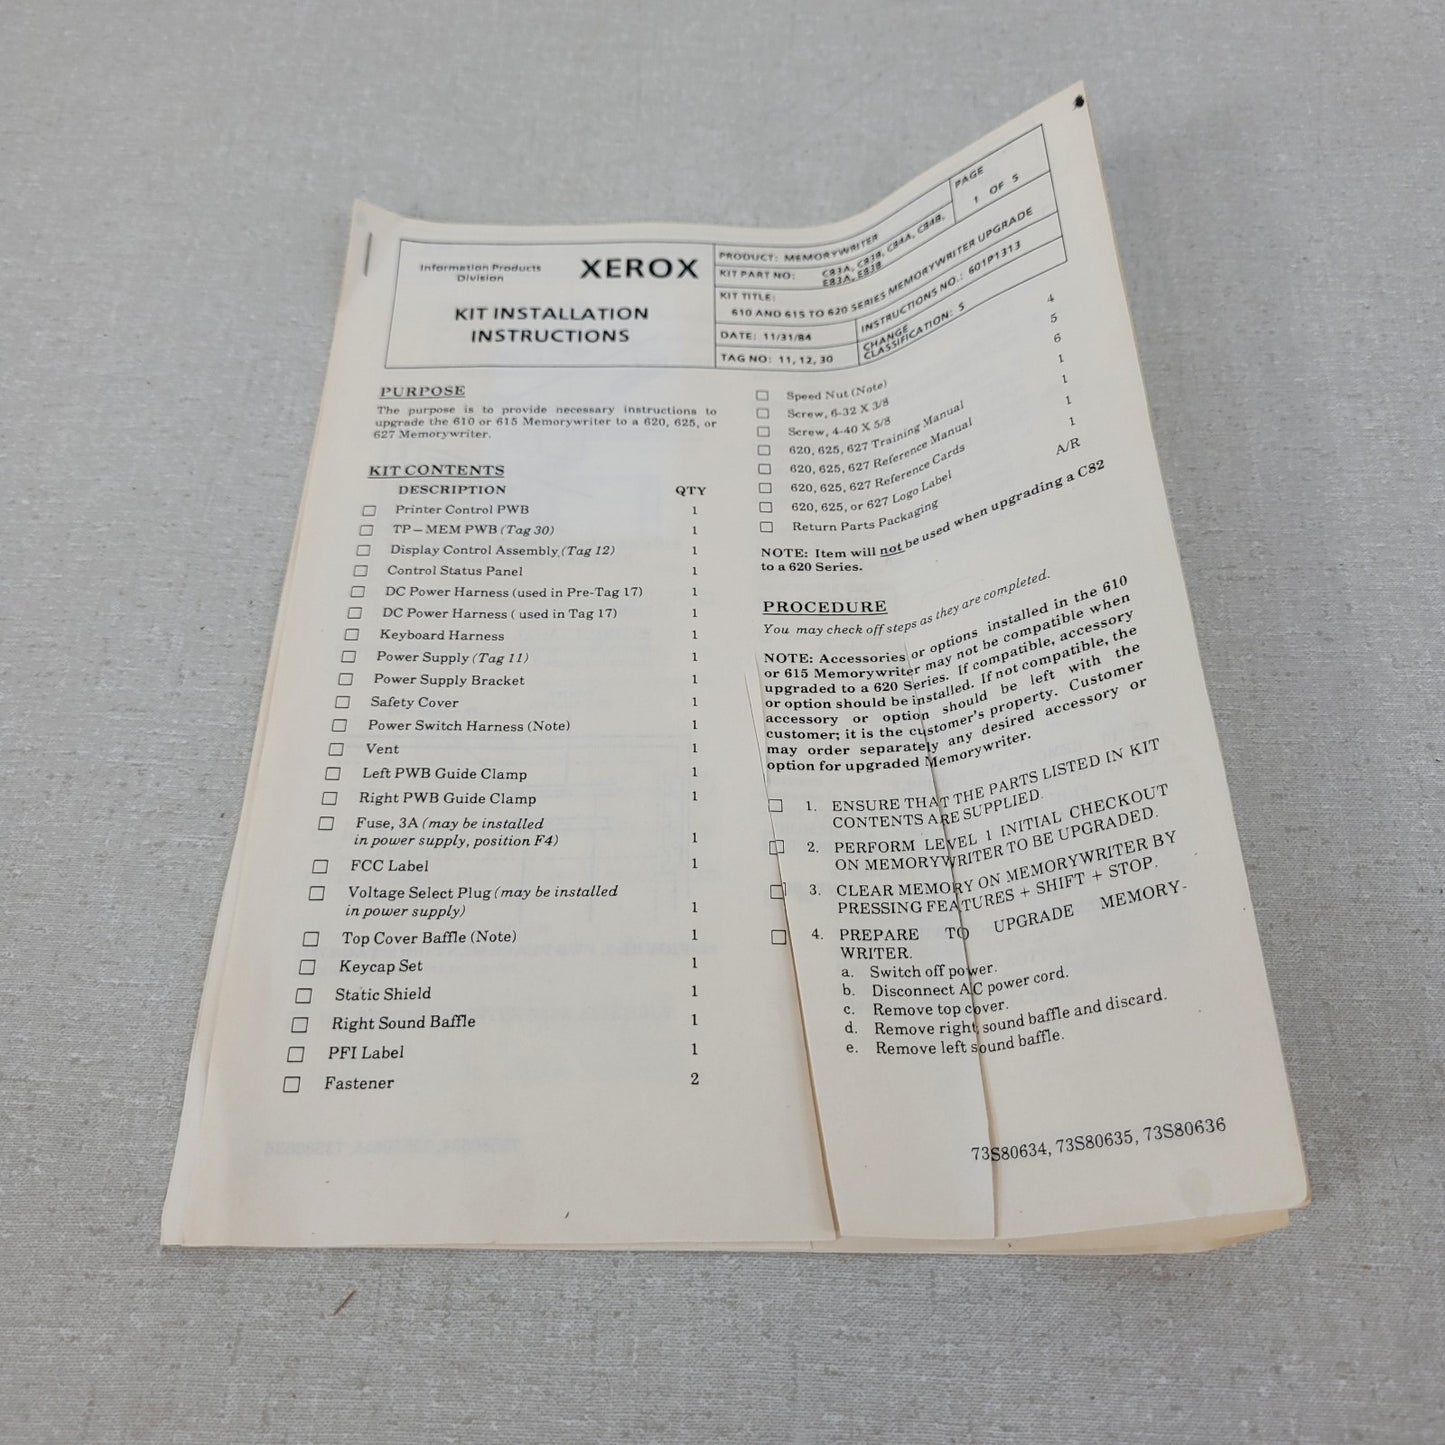 Information Products
Division
XEROX
KIT INSTALLATION
INSTRUCTIONS
PRODUCT: MEMORYWRITER
PAGE
1 OF 5
KIT PART NO: C83A, C83B, C84A, C84B,
E83A, E83B
KIT TITLE:
610 AND 615 TO 620 SERIES MEMORYWRITER UPGRADE
DATE: 11/31/84
INSTRUCTIONS NO.: 601P1313
TAG NO: 11, 12, 30
CHANGE
CLASSIFICATION: S
PURPOSE
The purpose is to provide necessary instructions to
upgrade the 610 or 615 Memorywriter to a 620, 625, or
627 Memorywriter.
KIT CONTENTS
DESCRIPTION QTY
Printer Control PWB 1
TP – MEM PWB (Tag 30) 1
Display Control Assembly (Tag 12) 1
Control Status Panel 1
DC Power Harness (used in Pre-Tag 17) 1
DC Power Harness ( used in Tag 17) 1
Keyboard Harness 1
Power Supply (Tag 11) 1
Power Supply Bracket 1
Safety Cover 1
Power Switch Harness (Note) 1
Vent 1
Left PWB Guide Clamp 1
Right PWB Guide Clamp 1
Fuse, 3A (may be installed
in power supply, position F4) 1
FCC Label 1
Voltage Select Plug (may be installed
in power supply) 1
Top Cover Baffle (Note) 1
Keycap Set 1
Static Shield 1
Right Sound Baffle 1
PFI Label 1
Fastener 2
Speed Nut (Note) 4
Screw, 6-32 X 3/8 5
Screw, 4-40 X 5/8 6
620, 625, 627 Training Manual 1
620, 625, 627 Reference Manual 1
620, 625, 627 Reference Cards 1
620, 625, or 627 Logo Label 1
Return Parts Packaging A/R
NOTE: Item will not be used when upgrading a C82
to a 620 Series.
PROCEDURE
You may check off steps as they are completed.
NOTE: Accessories or options installed in the 610
or 615 Memorywriter may not be compatible when
upgraded to a 620 Series. If compatible, accessory
or option should be installed. If not compatible, the
accessory or option should be left with the
customer; it is the customer's property. Customer
may order separately any desired accessory or
option for upgraded Memorywriter.
1. ENSURE THAT THE PARTS LISTED IN KIT
CONTENTS ARE SUPPLIED.
2. PERFORM LEVEL 1 INITIAL CHECKOUT
ON MEMORYWRITER TO BE UPGRADED.
3. CLEAR MEMORY ON MEMORYWRITER BY
PRESSING FEATURES + SHIFT + STOP.
4. PREPARE TO UPGRADE MEMORY-
WRITER.
a. Switch off power.
b. Disconnect AC power cord.
c. Remove top cover.
d. Remove right sound baffle and discard.
e. Remove left sound baffle.
73S80634, 73S80635, 73S80636